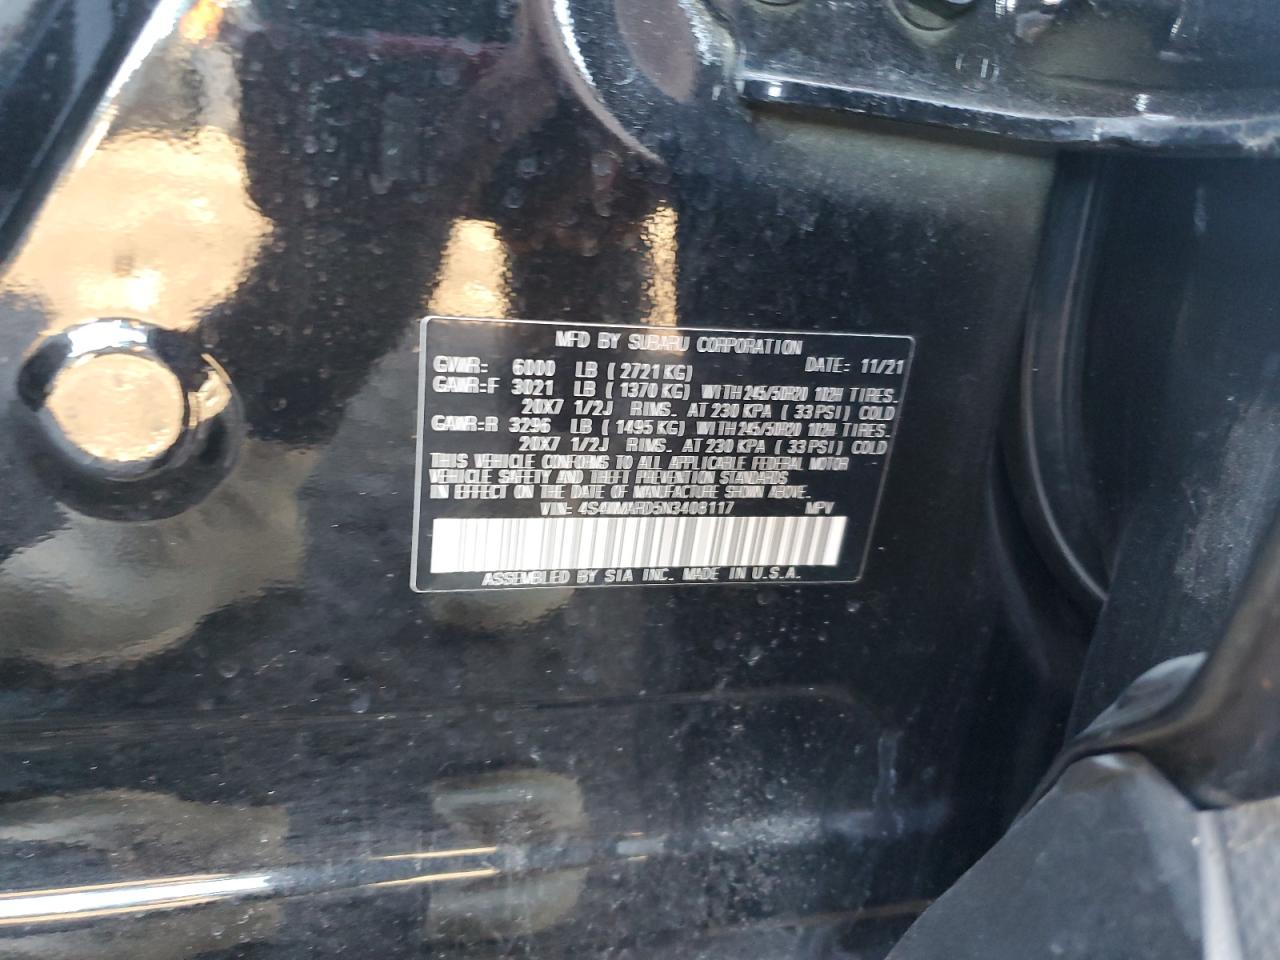 MFD BY SUBARU CORPORATION
GVWR: 6000 LB ( 2721 KG) DATE: 11/21
GAWR:F 3021 LB ( 1370 KG) WITH 245/50R20 102H TIRES.
20X7 1/2J RIMS. AT 230 KPA ( 33 PSI) COLD
GAWR:R 3296 LB ( 1495 KG) WITH 245/50R20 102H TIRES.
20X7 1/2J RIMS. AT 230 KPA ( 33 PSI) COLD
THIS VEHICLE CONFORMS TO ALL APPLICABLE FEDERAL MOTOR
VEHICLE SAFETY AND THEFT PREVENTION STANDARDS
IN EFFECT ON THE DATE OF MANUFACTURE SHOWN ABOVE.
VIN: 4S4WMARD5N3408117 MPV
ASSEMBLED BY SIA INC. MADE IN U.S.A.